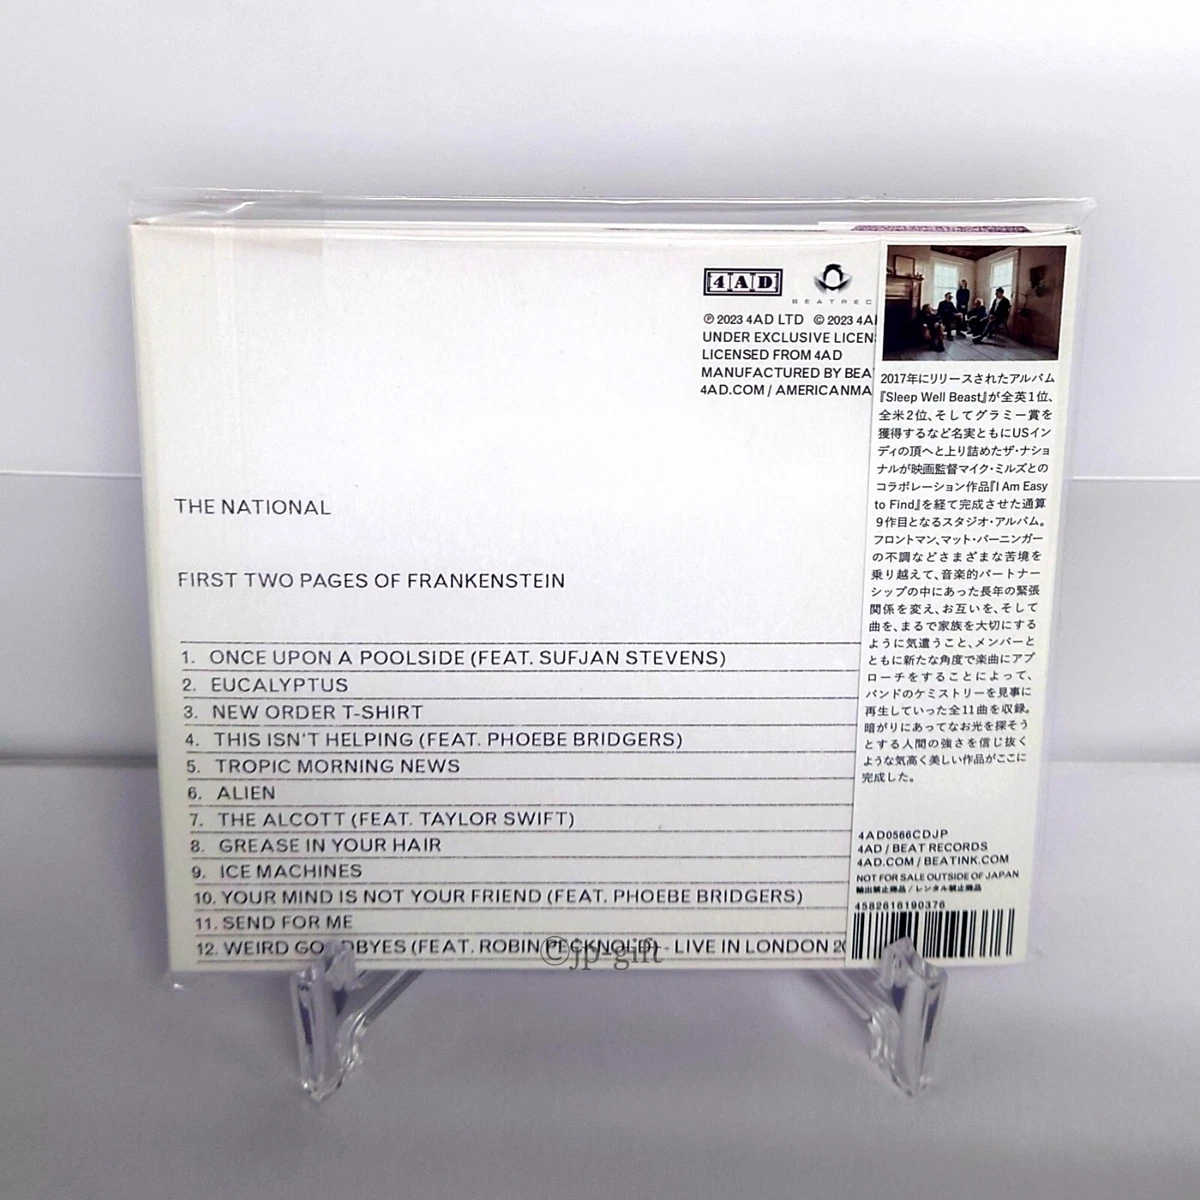 4AD
BEATREC
℗ 2023 4AD LTD © 2023 4A
UNDER EXCLUSIVE LICEN
LICENSED FROM 4AD
MANUFACTURED BY BEA
4AD.COM / AMERICANMA
THE NATIONAL
FIRST TWO PAGES OF FRANKENSTEIN
1. ONCE UPON A POOLSIDE (FEAT. SUFJAN STEVENS)
2. EUCALYPTUS
3. NEW ORDER T-SHIRT
4. THIS ISN'T HELPING (FEAT. PHOEBE BRIDGERS)
5. TROPIC MORNING NEWS
6. ALIEN
7. THE ALCOTT (FEAT. TAYLOR SWIFT)
8. GREASE IN YOUR HAIR
9. ICE MACHINES
10. YOUR MIND IS NOT YOUR FRIEND (FEAT. PHOEBE BRIDGERS)
11. SEND FOR ME
12. WEIRD GOODBYES (FEAT. ROBIN PECKNOLD) - LIVE IN LONDON 20
©jp-gift
2017年にリリースされたアルバム
『Sleep Well Beast』が全英1位、
全米2位、そしてグラミー賞を
獲得するなど名実ともにUSイン
ディの頂へと上り詰めたザ・ナショ
ナルが映画監督マイク・ミルズとの
コラボレーション作品『I Am Easy
to Find』を経て完成させた通算
9作目となるスタジオ・アルバム。
フロントマン、マット・バーニンガー
の不調などさまざまな苦境を
乗り越えて、音楽的パートナー
シップの中にあった長年の緊張
関係を変え、お互いを、そして
曲を、まるで家族を大切にする
ように気遣うこと、メンバーと
ともに新たな角度で楽曲にアプ
ローチをすることによって、
バンドのケミストリーを見事に
再生していった全11曲を収録。
暗がりにあってなお光を探そう
とする人間の強さを信じ抜く
ような気高く美しい作品がここに
完成した。
4AD0566CDJP
4AD / BEAT RECORDS
4AD.COM / BEATINK.COM
NOT FOR SALE OUTSIDE OF JAPAN
輸出禁止商品 / レンタル禁止商品
4582616190376